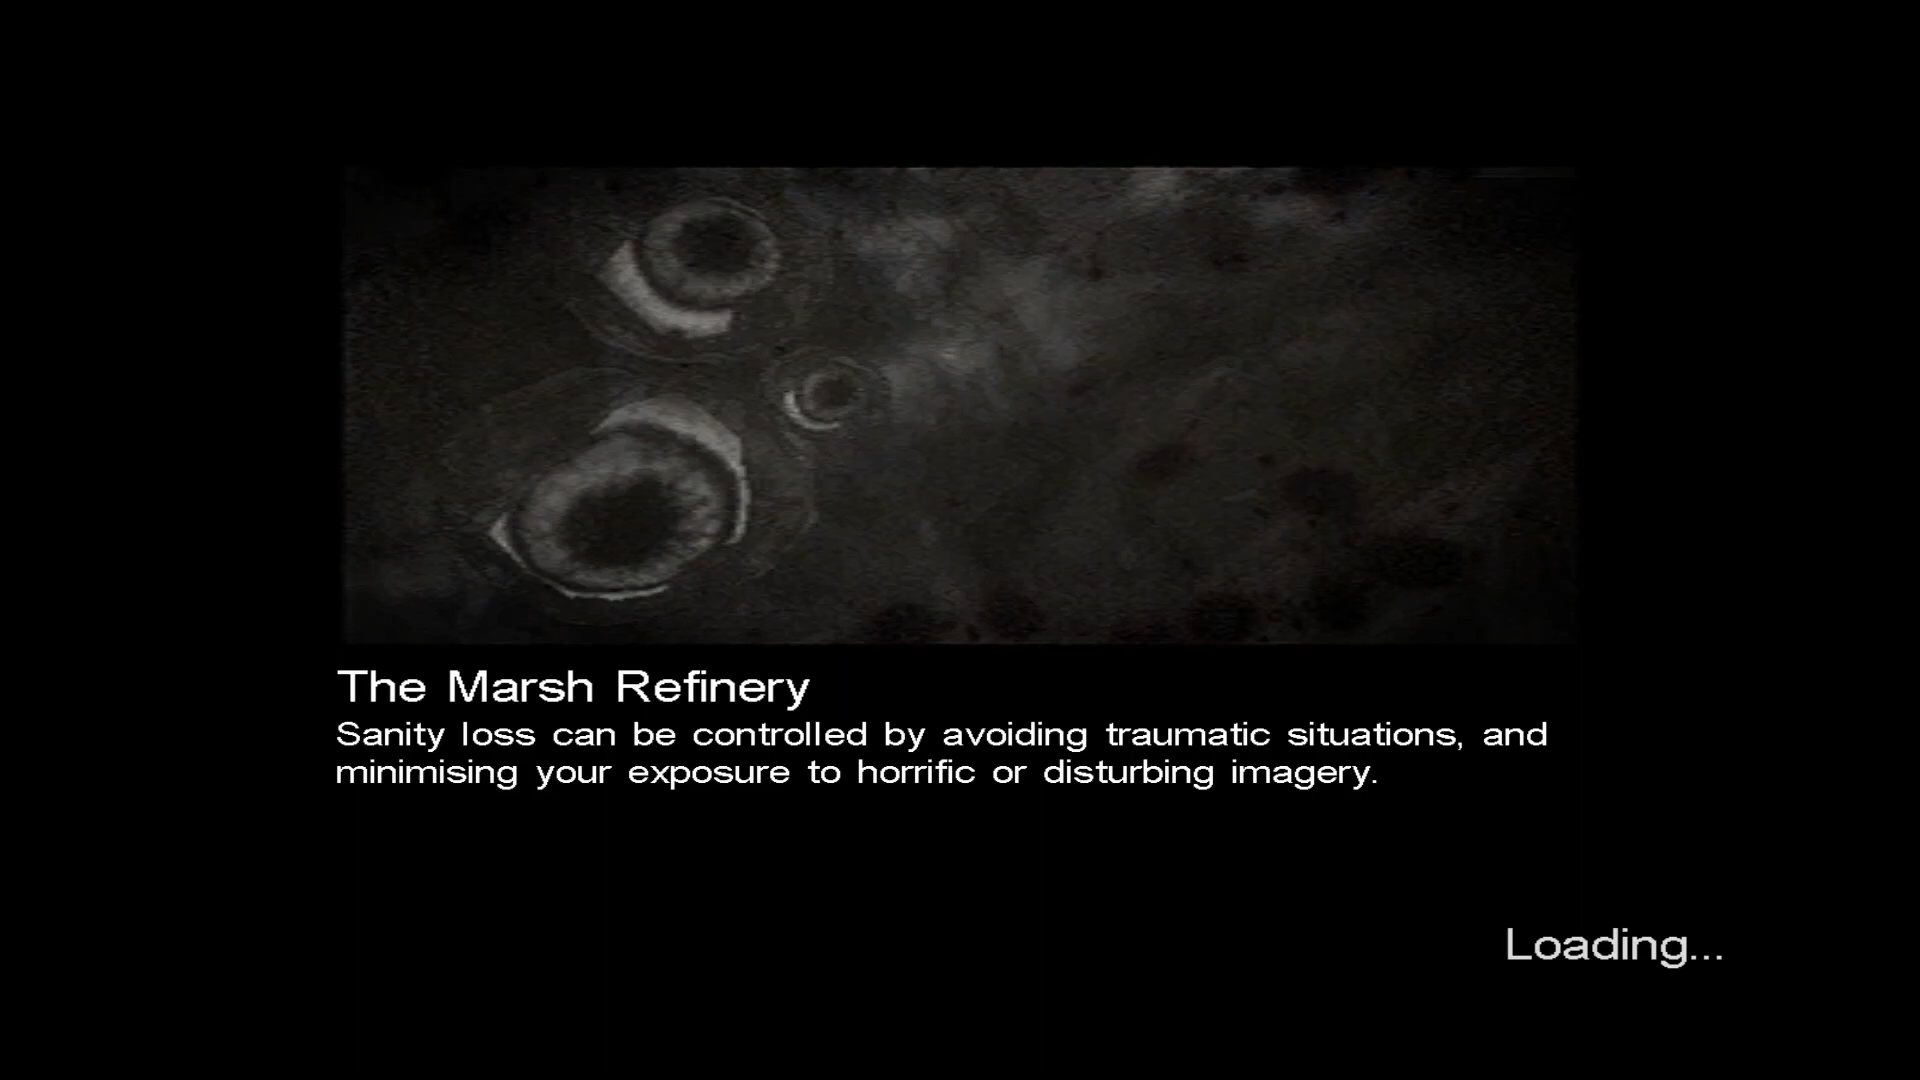 The Marsh Refinery
Sanity loss can be controlled by avoiding traumatic situations, and
minimising your exposure to horrific or disturbing imagery.
Loading...